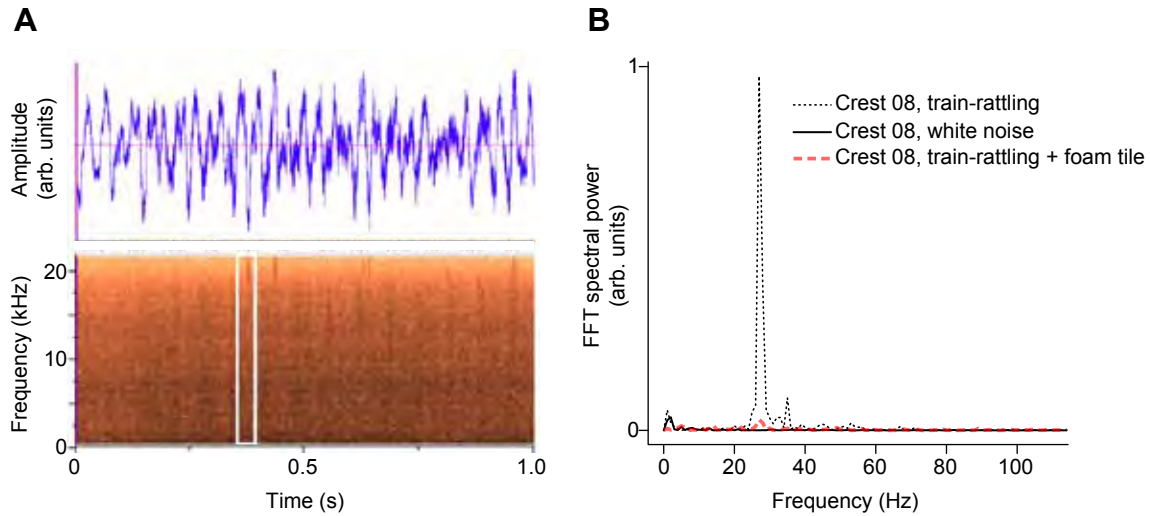 A
Amplitude
(arb. units)
20
10
0
Frequency (kHz)
0
0.5
1.0
Time (s)
B
1
0
FFT spectral power
(arb. units)
Crest 08, train-rattling
Crest 08, white noise
Crest 08, train-rattling + foam tile
0
20
40
60
80
100
Frequency (Hz)